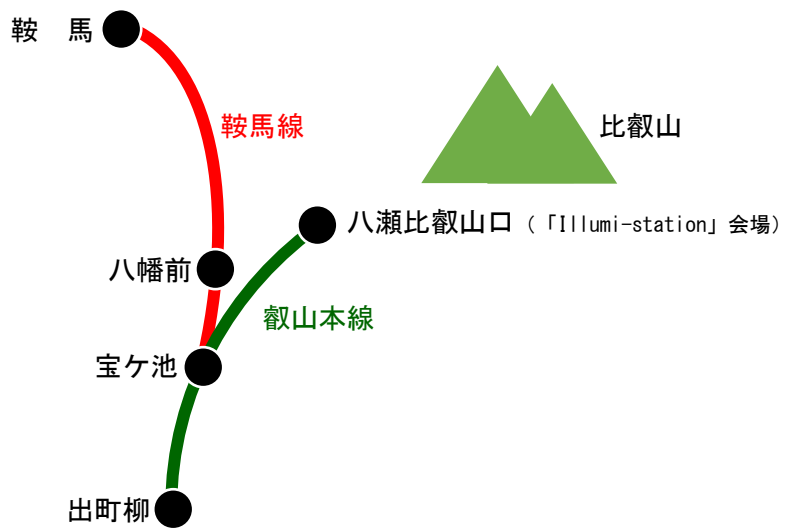 鞍　馬
鞍馬線
比叡山
八瀬比叡山口（「Illumi-station」会場）
八幡前
叡山本線
宝ケ池
出町柳